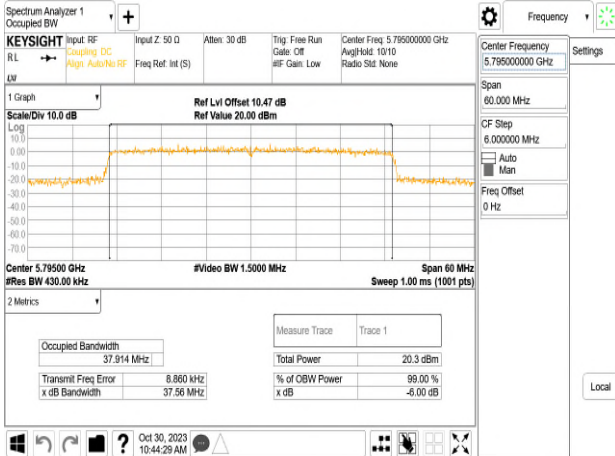 Spectrum Analyzer 1
Occupied BW
+
Frequency
KEYSIGHT Input: RF Input Z: 50 Ω Atten: 30 dB Trig: Free Run Center Freq: 5.795000000 GHz
RL Coupling: DC Gate: Off Avg|Hold: 10/10
Align: Auto/No RF Freq Ref: Int (S) #IF Gain: Low Radio Std: None
LXI
Center Frequency
5.795000000 GHz
Settings
Span
60.000 MHz
CF Step
6.000000 MHz
Auto
Man
Freq Offset
0 Hz
Local
1 Graph
Ref Lvl Offset 10.47 dB
Scale/Div 10.0 dB Ref Value 20.00 dBm
Log
10.0
0.00
-10.0
-20.0
-30.0
-40.0
-50.0
-60.0
-70.0
Center 5.79500 GHz #Video BW 1.5000 MHz Span 60 MHz
#Res BW 430.00 kHz Sweep 1.00 ms (1001 pts)
2 Metrics
Measure Trace Trace 1
Occupied Bandwidth
37.914 MHz
Total Power 20.3 dBm
Transmit Freq Error 8.860 kHz % of OBW Power 99.00 %
x dB Bandwidth 37.56 MHz x dB -6.00 dB
? Oct 30, 2023
10:44:29 AM